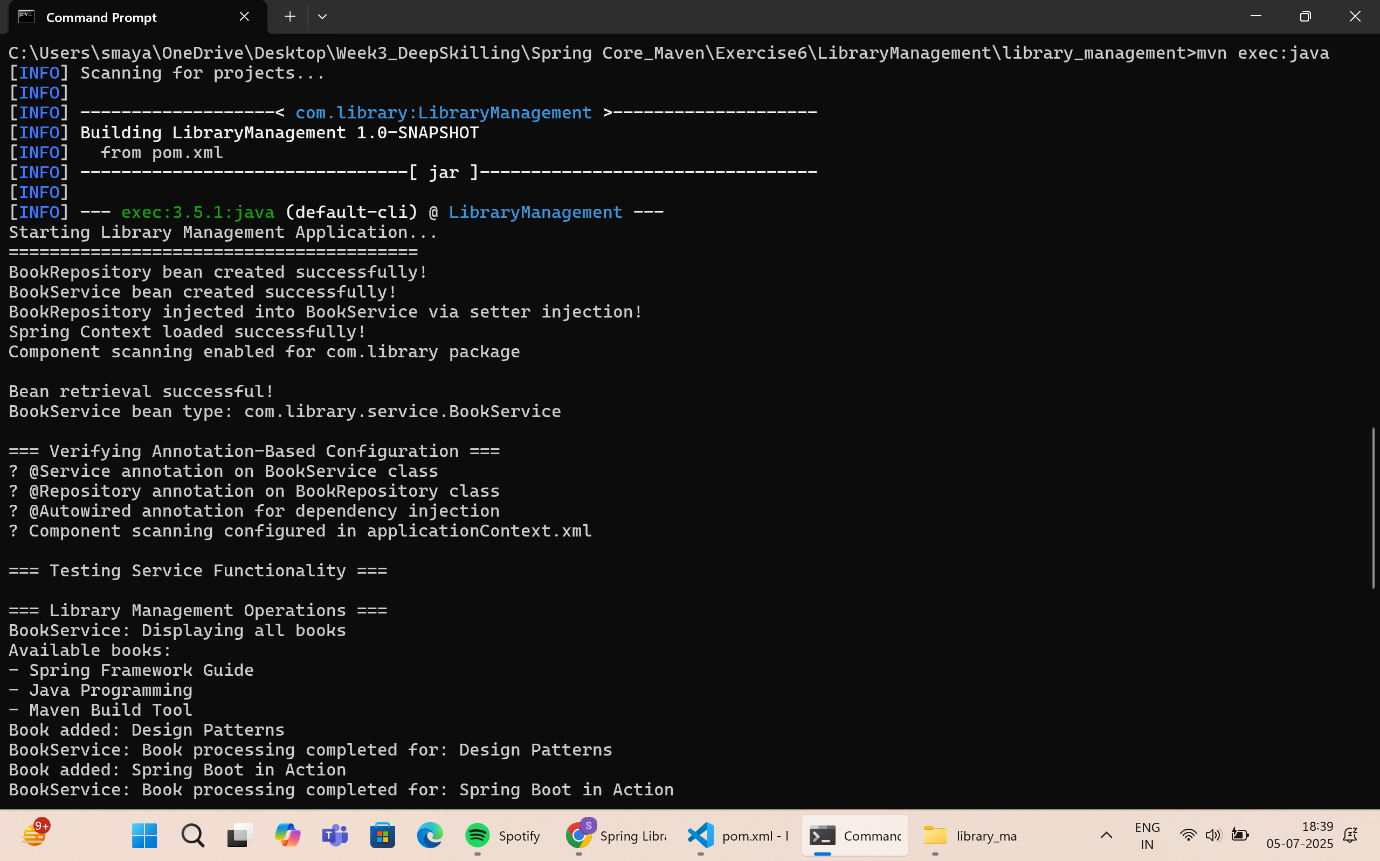 Command Prompt
C:\Users\smaya\OneDrive\Desktop\Week3_DeepSkilling\Spring Core_Maven\Exercise6\LibraryManagement\library_management>mvn exec:java
[INFO] Scanning for projects...
[INFO]
[INFO] -------------------< com.library:LibraryManagement >--------------------
[INFO] Building LibraryManagement 1.0-SNAPSHOT
[INFO]   from pom.xml
[INFO] --------------------------------[ jar ]---------------------------------
[INFO]
[INFO] --- exec:3.5.1:java (default-cli) @ LibraryManagement ---
Starting Library Management Application...
========================================
BookRepository bean created successfully!
BookService bean created successfully!
BookRepository injected into BookService via setter injection!
Spring Context loaded successfully!
Component scanning enabled for com.library package
Bean retrieval successful!
BookService bean type: com.library.service.BookService
=== Verifying Annotation-Based Configuration ===
? @Service annotation on BookService class
? @Repository annotation on BookRepository class
? @Autowired annotation for dependency injection
? Component scanning configured in applicationContext.xml
=== Testing Service Functionality ===
=== Library Management Operations ===
BookService: Displaying all books
Available books:
- Spring Framework Guide
- Java Programming
- Maven Build Tool
Book added: Design Patterns
BookService: Book processing completed for: Design Patterns
Book added: Spring Boot in Action
BookService: Book processing completed for: Spring Boot in Action
9+
Spotify
S
Spring Libra
pom.xml - l
Command
library_ma
ENG
IN
18:39
05-07-2025